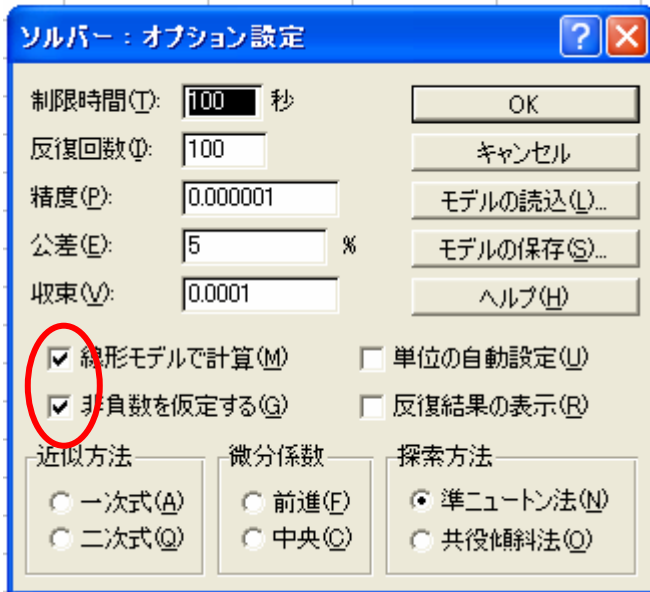 ソルバー：オプション設定
制限時間(T): 100 秒 OK
反復回数(I): 100 キャンセル
精度(P): 0.000001 モデルの読込(L)...
公差(E): 5 % モデルの保存(S)...
収束(V): 0.0001 ヘルプ(H)
線形モデルで計算(M) 単位の自動設定(U)
非負数を仮定する(G) 反復結果の表示(R)
近似方法 微分係数 探索方法
一次式(A) 前進(F) 準ニュートン法(N)
二次式(Q) 中央(C) 共役傾斜法(O)